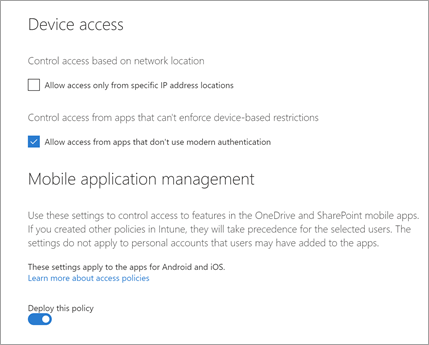 Device access
Control access based on network location
Allow access only from specific IP address locations
Control access from apps that can't enforce device-based restrictions
Allow access from apps that don't use modern authentication
Mobile application management
Use these settings to control access to features in the OneDrive and SharePoint mobile apps.
If you created other policies in Intune, they will take precedence for the selected users. The
settings do not apply to personal accounts that users may have added to the apps.
These settings apply to the apps for Android and iOS.
Learn more about access policies
Deploy this policy